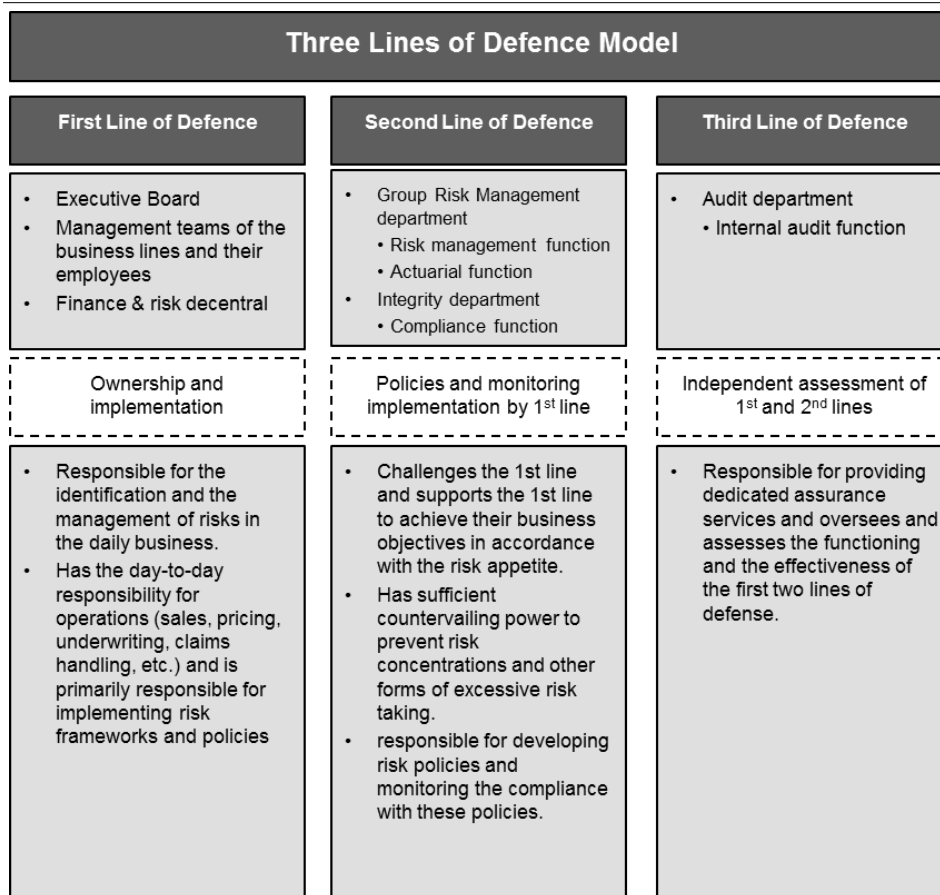 Three Lines of Defence Model
First Line of Defence
• Executive Board
• Management teams of the
business lines and their
employees
• Finance & risk decentral
Ownership and
implementation
• Responsible for the
identification and the
management of risks in
the daily business.
• Has the day-to-day
responsibility for
operations (sales, pricing,
underwriting, claims
handling, etc.) and is
primarily responsible for
implementing risk
frameworks and policies
Second Line of Defence
• Group Risk Management
department
• Risk management function
• Actuarial function
• Integrity department
• Compliance function
Policies and monitoring
implementation by 1st line
• Challenges the 1st line
and supports the 1st line
to achieve their business
objectives in accordance
with the risk appetite.
• Has sufficient
countervailing power to
prevent risk
concentrations and other
forms of excessive risk
taking.
• responsible for developing
risk policies and
monitoring the compliance
with these policies.
Third Line of Defence
• Audit department
• Internal audit function
Independent assessment of
1st and 2nd lines
• Responsible for providing
dedicated assurance
services and oversees and
assesses the functioning
and the effectiveness of
the first two lines of
defense.